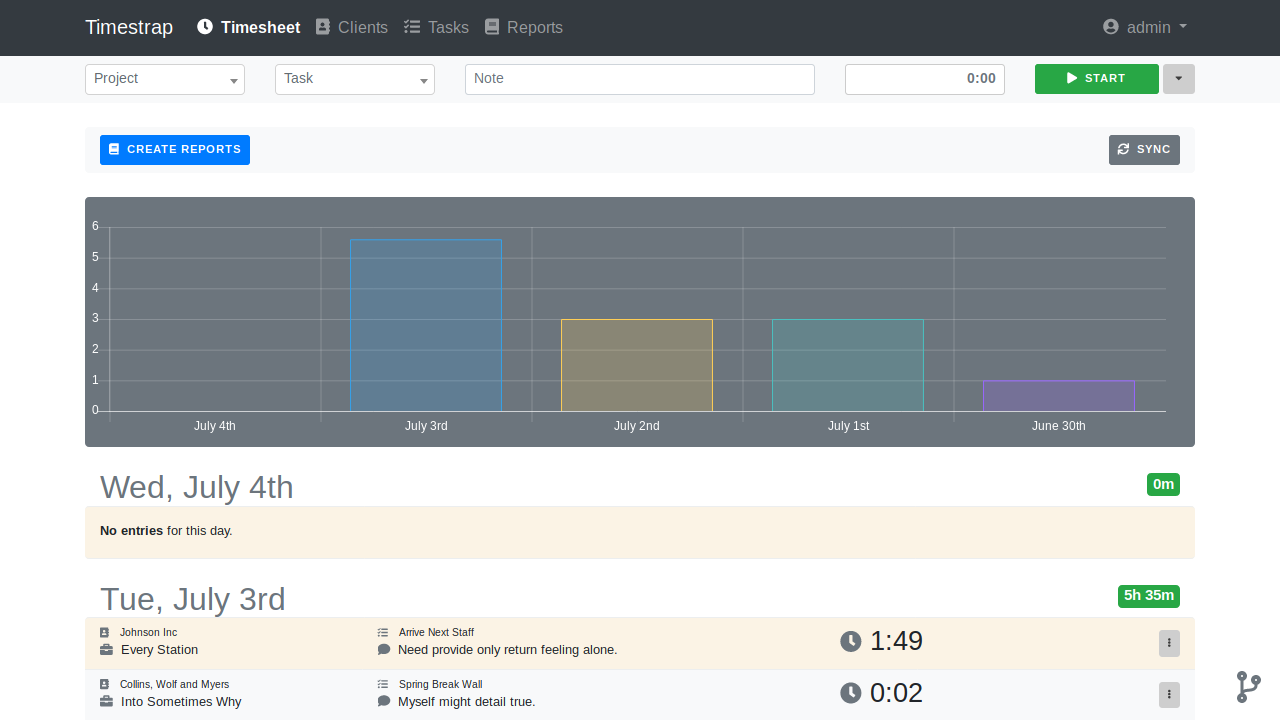 Timestrap Timesheet Clients Tasks Reports admin
Project Task Note 0:00 START
CREATE REPORTS SYNC
6
5
4
3
2
1
0
July 4th July 3rd July 2nd July 1st June 30th
Wed, July 4th 0m
No entries for this day.
Tue, July 3rd 5h 35m
Johnson Inc Arrive Next Staff 1:49
Every Station Need provide only return feeling alone.
Collins, Wolf and Myers Spring Break Wall 0:02
Into Sometimes Why Myself might detail true.